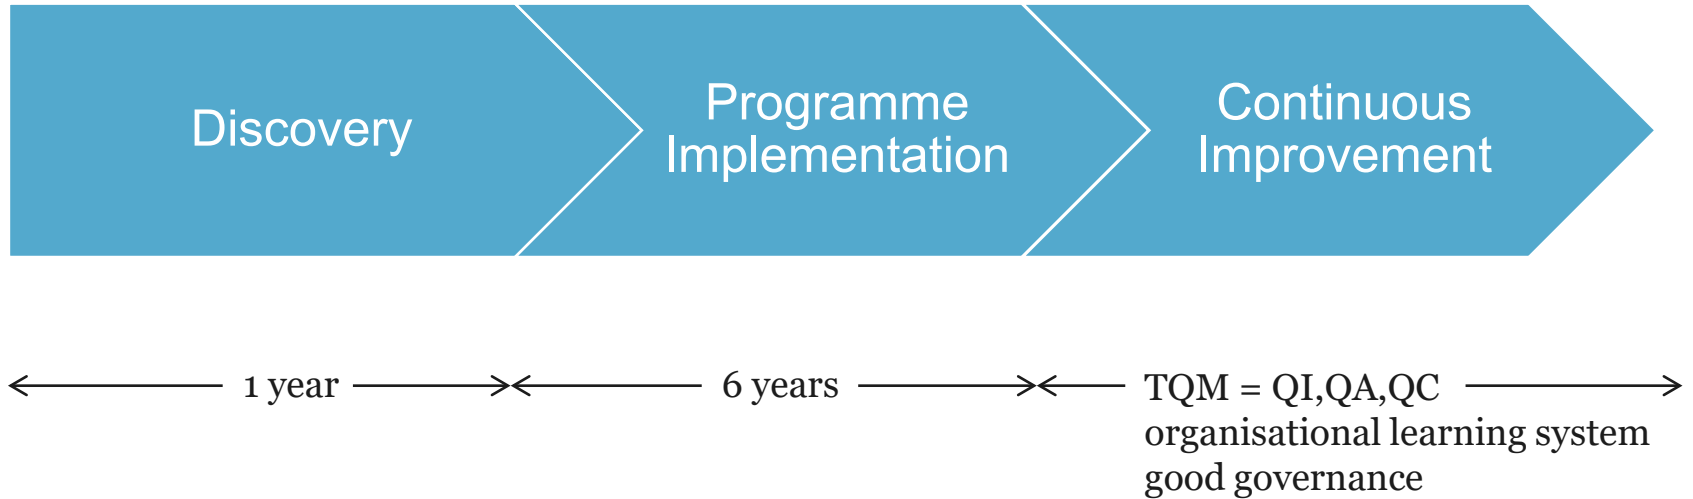 Discovery
Programme
Implementation
Continuous
Improvement
1 year
6 years
TQM = QI,QA,QC
organisational learning system
good governance